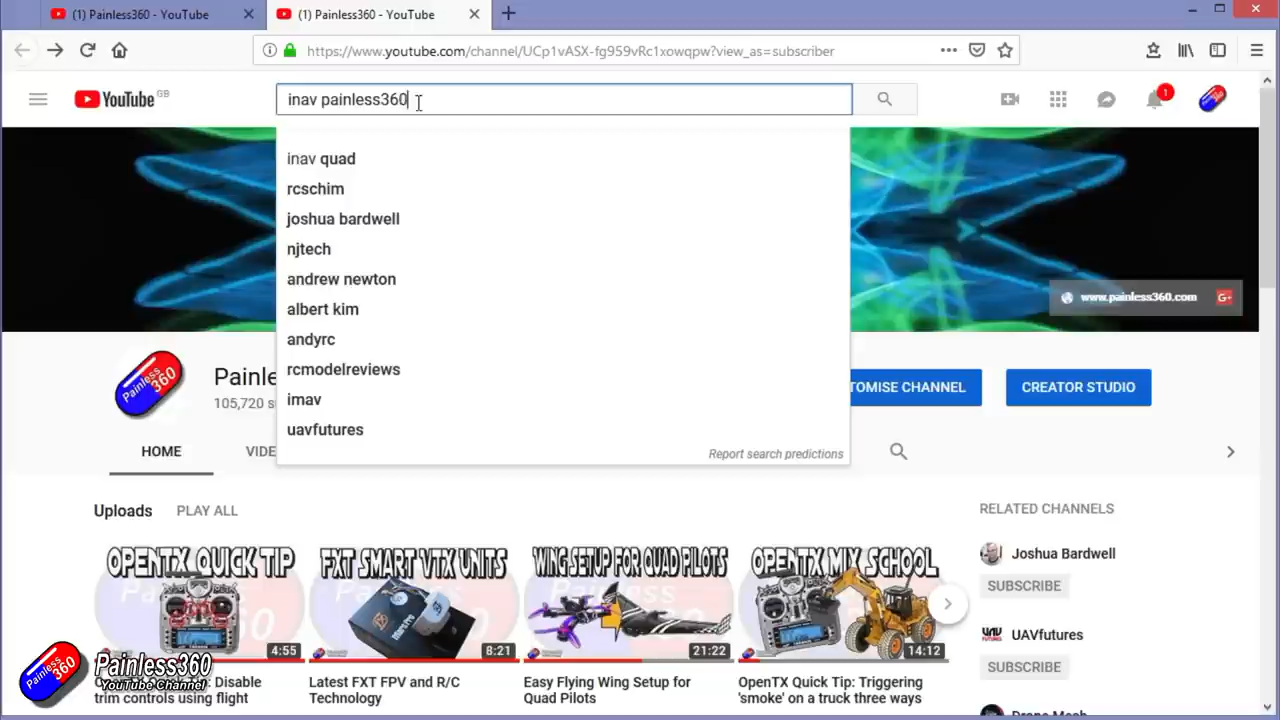 (1) Painless360 - YouTube
(1) Painless360 - YouTube
https://www.youtube.com/channel/UCp1vASX-fg959vRc1xowqpw?view_as=subscriber
YouTube GB
inav painless360
1
inav quad
rcschim
joshua bardwell
njtech
andrew newton
albert kim
andyrc
rcmodelreviews
imav
uavfutures
Report search predictions
www.painless360.com
G+
Painless 360
Painle
105,720 s
TOMISE CHANNEL
CREATOR STUDIO
HOME
VIDE
Uploads
PLAY ALL
RELATED CHANNELS
OPENTX QUICK TIP
FXT SMART VTX UNITS
WING SETUP FOR QUAD PILOTS
OPENTX MIX SCHOOL
4:55
8:21
21:22
14:12
Joshua Bardwell
SUBSCRIBE
UAVfutures
SUBSCRIBE
Painless360
YouTube Channel
: Disable
trim controls using flight
Latest FXT FPV and R/C
Technology
Easy Flying Wing Setup for
Quad Pilots
OpenTX Quick Tip: Triggering
'smoke' on a truck three ways